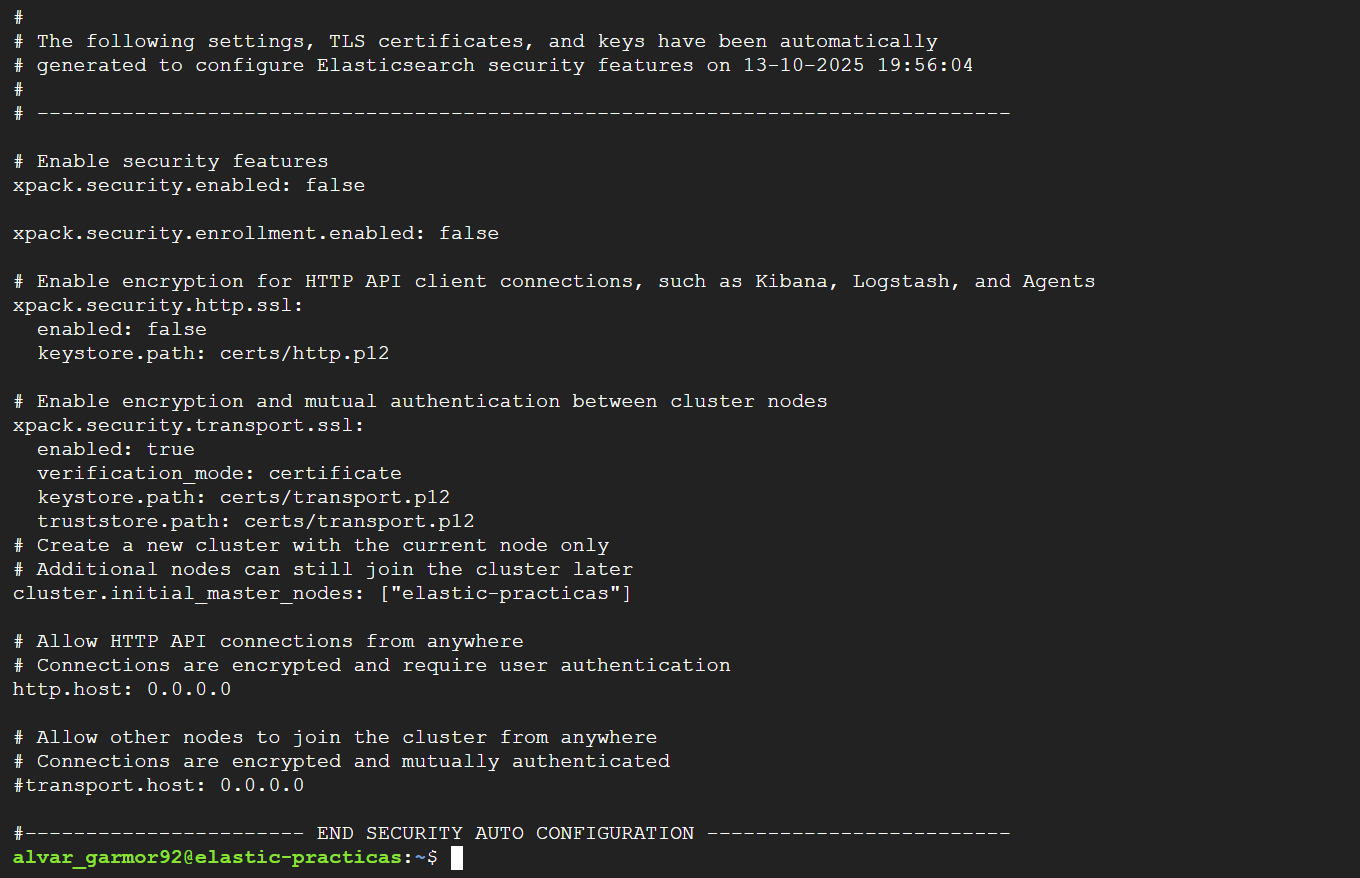 #
# The following settings, TLS certificates, and keys have been automatically
# generated to configure Elasticsearch security features on 13-10-2025 19:56:04
#
# --------------------------------------------------------------------------------
# Enable security features
xpack.security.enabled: false
xpack.security.enrollment.enabled: false
# Enable encryption for HTTP API client connections, such as Kibana, Logstash, and Agents
xpack.security.http.ssl:
  enabled: false
  keystore.path: certs/http.p12
# Enable encryption and mutual authentication between cluster nodes
xpack.security.transport.ssl:
  enabled: true
  verification_mode: certificate
  keystore.path: certs/transport.p12
  truststore.path: certs/transport.p12
# Create a new cluster with the current node only
# Additional nodes can still join the cluster later
cluster.initial_master_nodes: ["elastic-practicas"]
# Allow HTTP API connections from anywhere
# Connections are encrypted and require user authentication
http.host: 0.0.0.0
# Allow other nodes to join the cluster from anywhere
# Connections are encrypted and mutually authenticated
#transport.host: 0.0.0.0
#----------------------- END SECURITY AUTO CONFIGURATION -------------------------
alvar_garmor92@elastic-practicas:~$